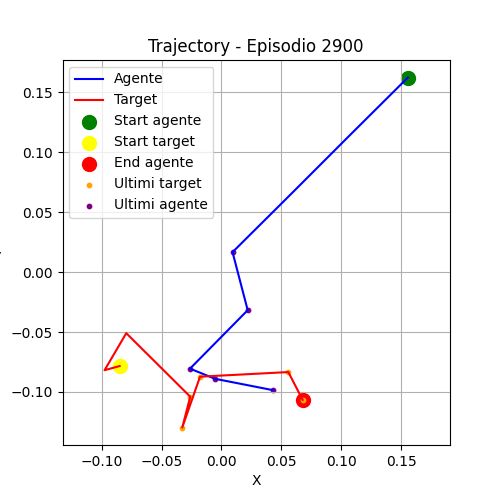 Trajectory - Episodio 2900
Agente
Target
Start agente
Start target
End agente
Ultimi target
Ultimi agente
0.15
0.10
0.05
0.00
−0.05
−0.10
−0.10
−0.05
0.00
0.05
0.10
0.15
X